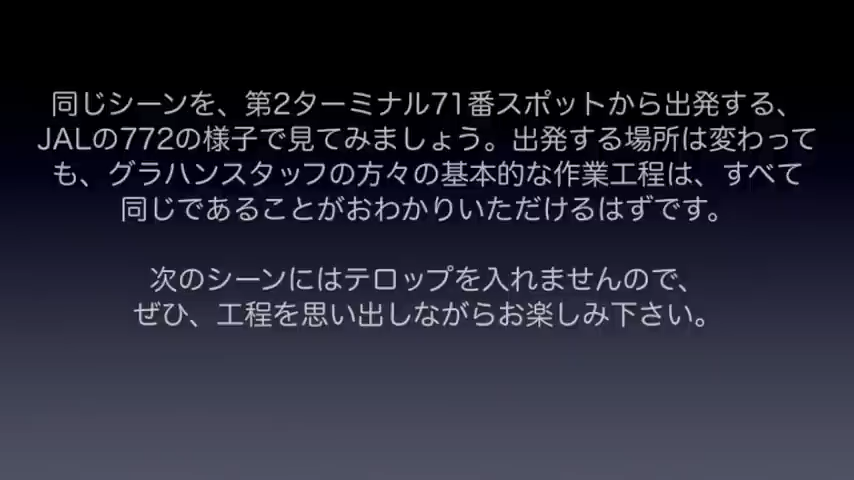 同じシーンを、第2ターミナル71番スポットから出発する、
JALの772の様子で見てみましょう。出発する場所は変わって
も、グラハンスタッフの方々の基本的な作業工程は、すべて
同じであることがおわかりいただけるはずです。
次のシーンにはテロップを入れませんので、
ぜひ、工程を思い出しながらお楽しみ下さい。